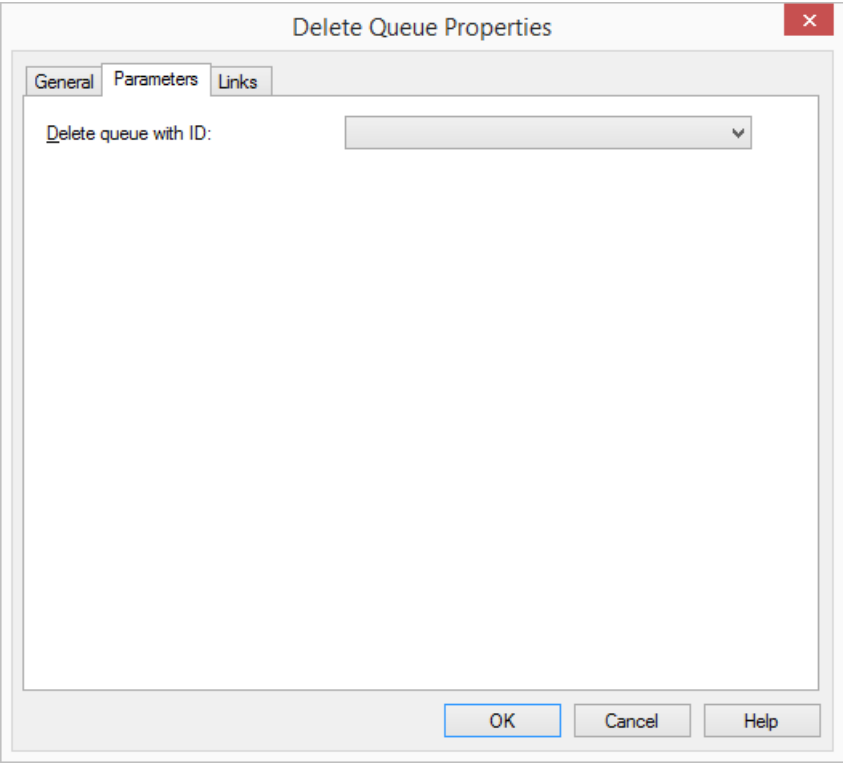 Delete Queue Properties
General Parameters Links
Delete queue with ID:
OK Cancel Help